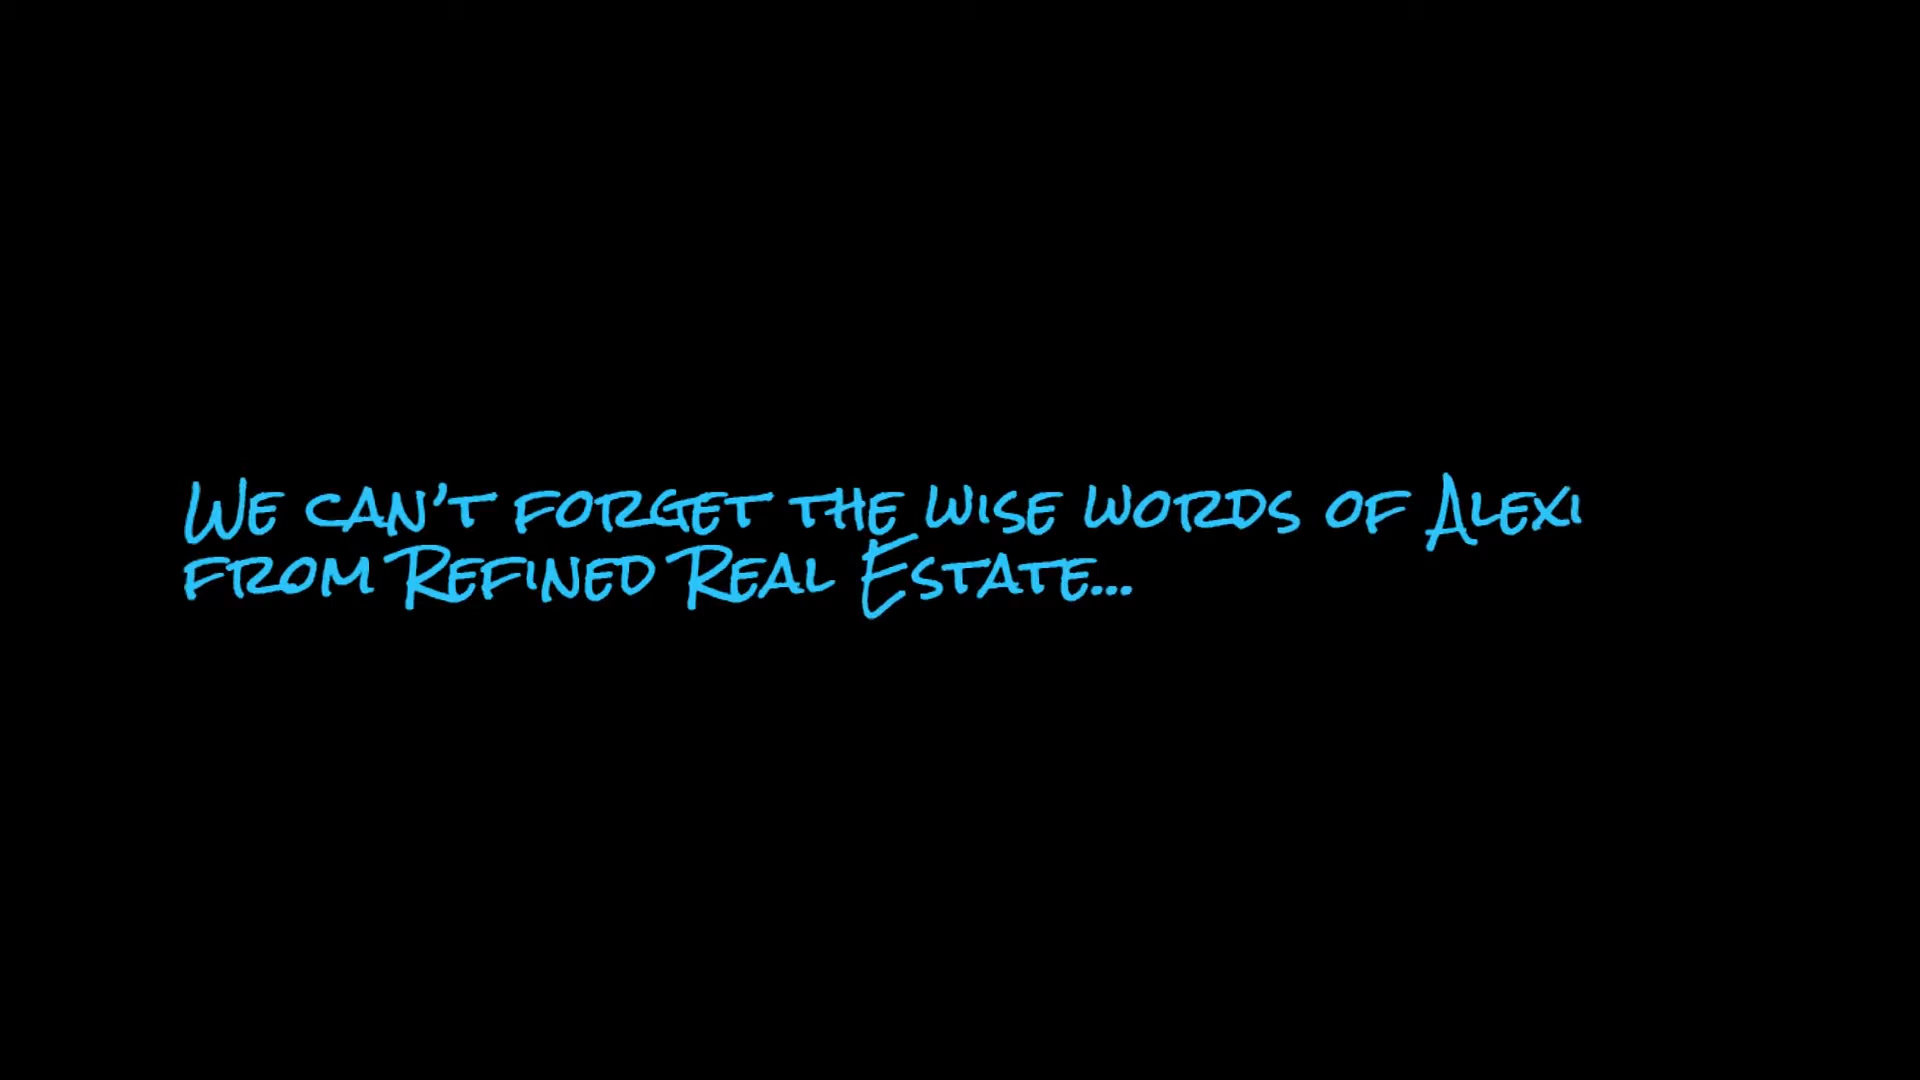 We can't forget the wise words of Alexi
from Refined Real Estate...